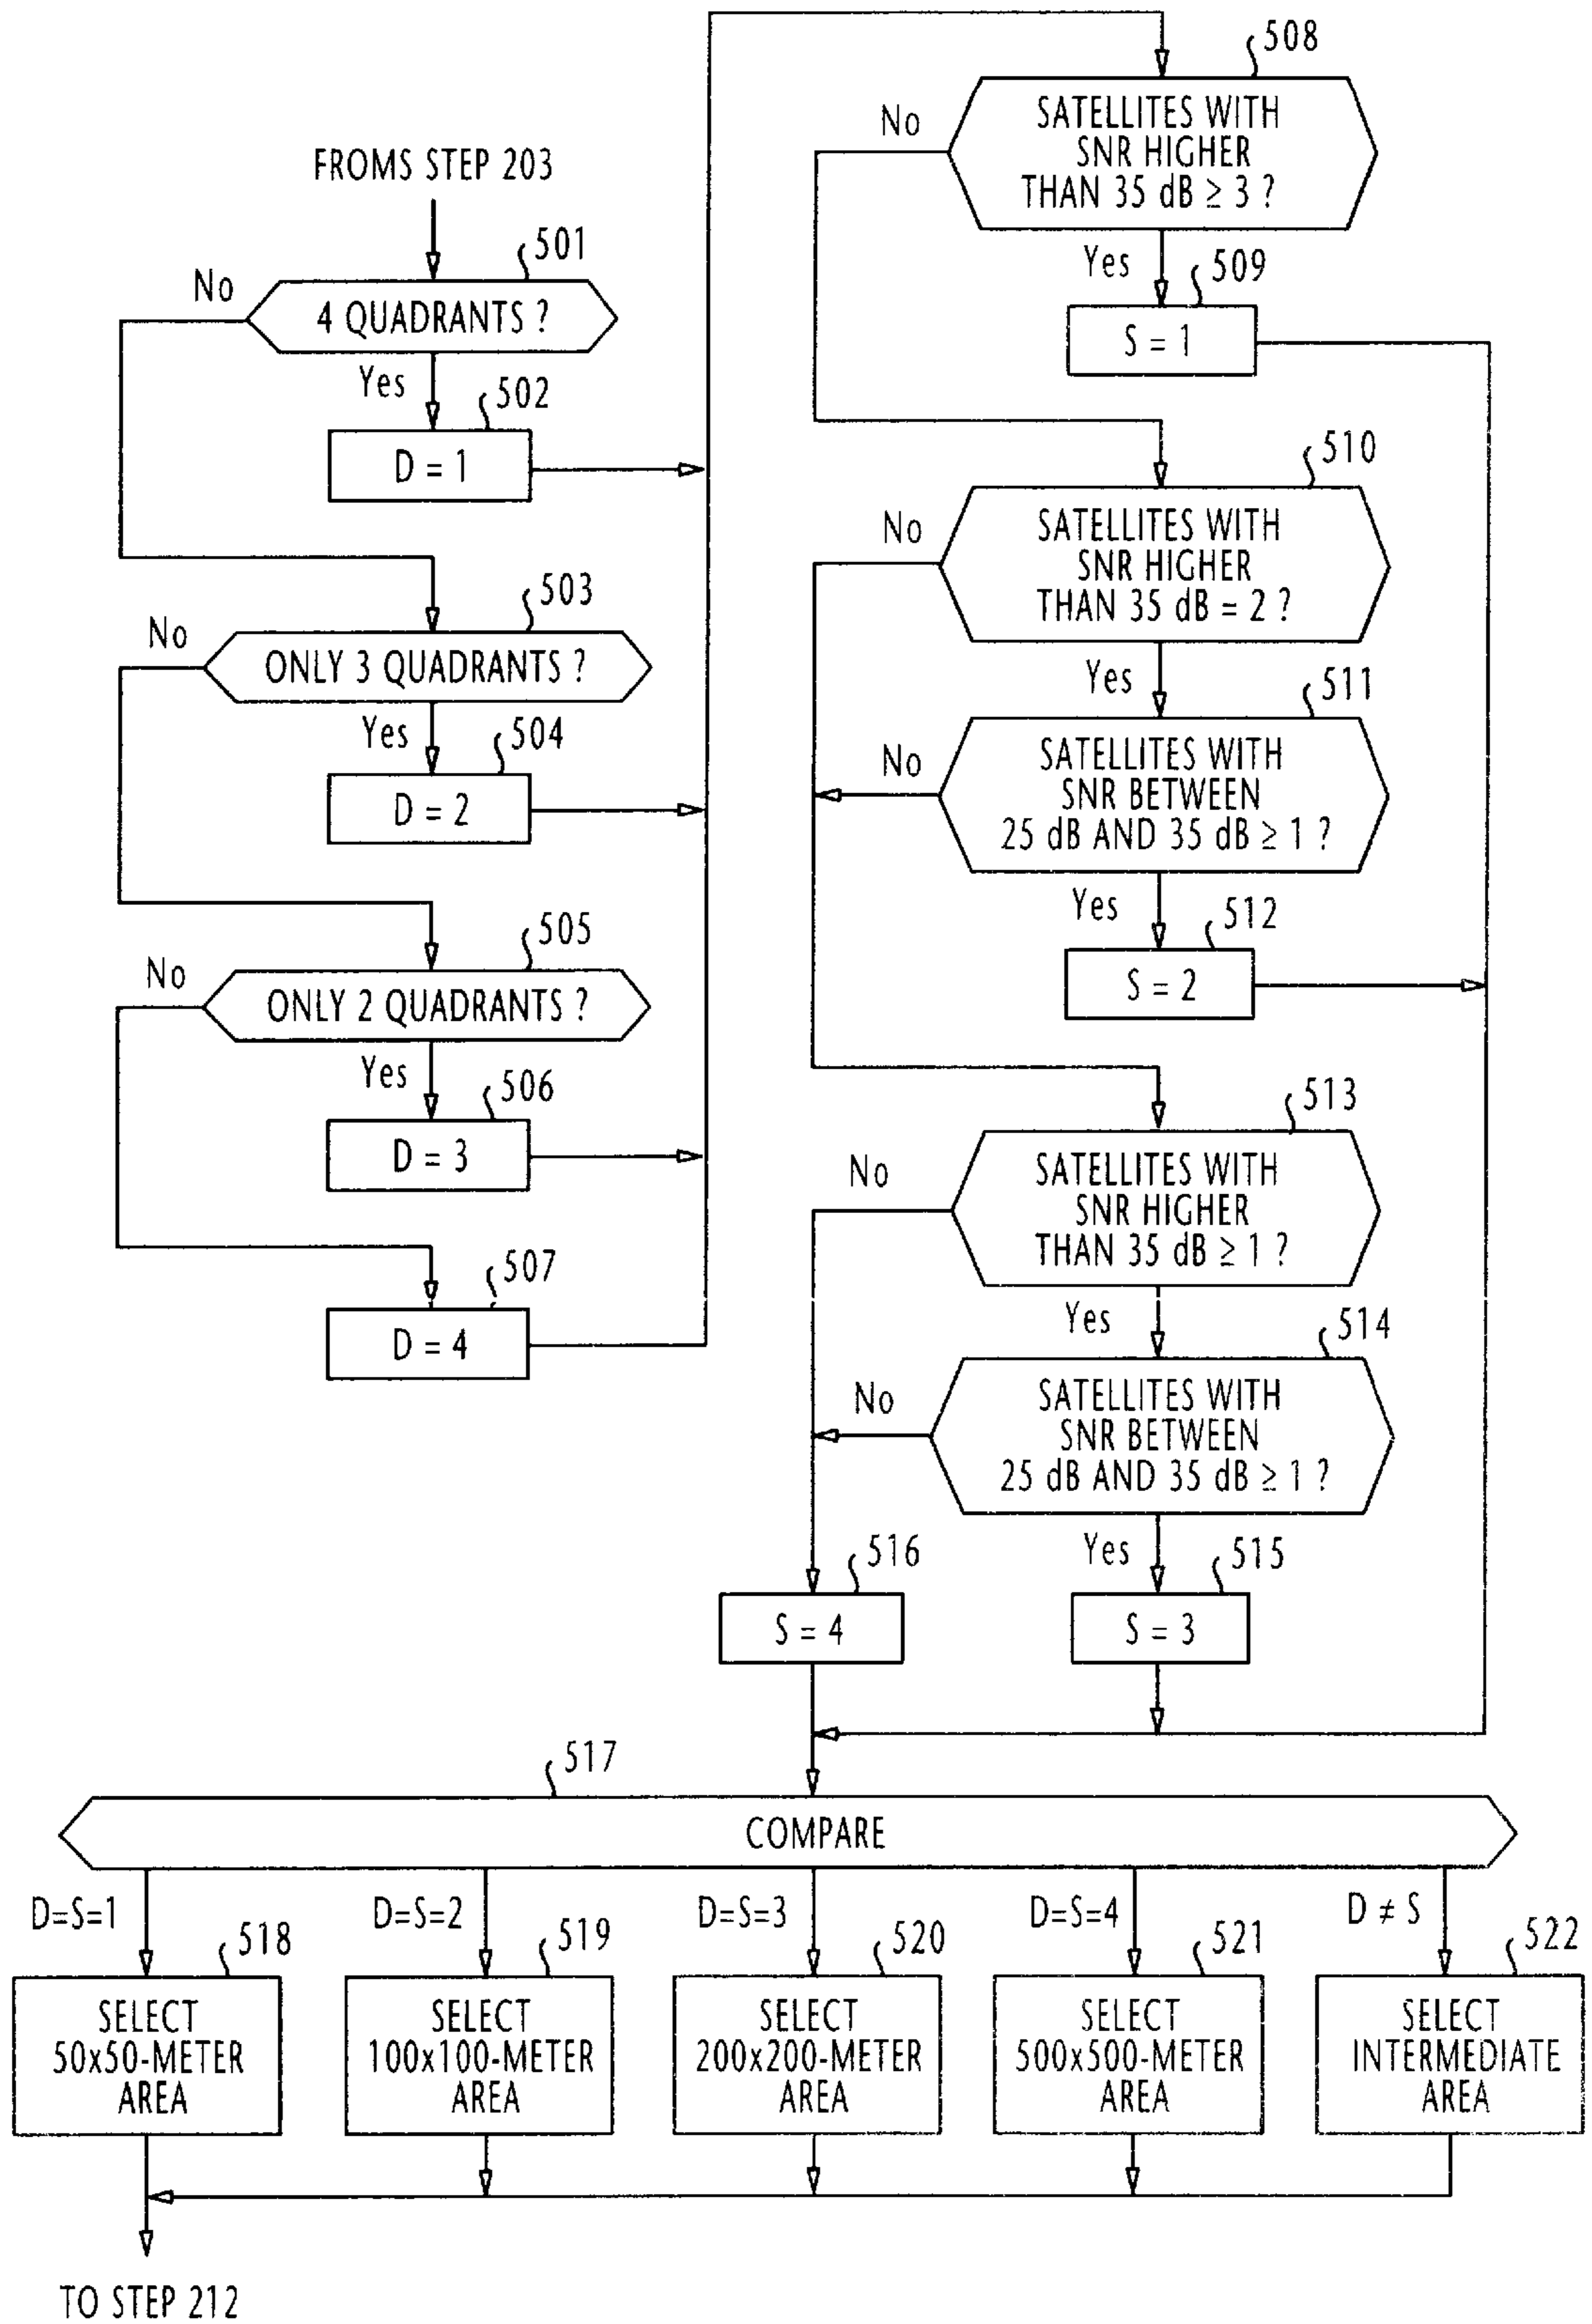 FROMS STEP 203
501
4 QUADRANTS ?
No
Yes
502
D = 1
503
ONLY 3 QUADRANTS ?
No
Yes
504
D = 2
505
ONLY 2 QUADRANTS ?
No
Yes
506
D = 3
507
D = 4
508
SATELLITES WITH
SNR HIGHER
THAN 35 dB ≥ 3 ?
No
Yes
509
S = 1
510
SATELLITES WITH
SNR HIGHER
THAN 35 dB = 2 ?
No
Yes
511
SATELLITES WITH
SNR BETWEEN
25 dB AND 35 dB ≥ 1 ?
No
Yes
512
S = 2
513
SATELLITES WITH
SNR HIGHER
THAN 35 dB ≥ 1 ?
No
Yes
514
SATELLITES WITH
SNR BETWEEN
25 dB AND 35 dB ≥ 1 ?
No
Yes
516
S = 4
515
S = 3
517
COMPARE
D=S=1
518
SELECT
50x50-METER
AREA
D=S=2
519
SELECT
100x100-METER
AREA
D=S=3
520
SELECT
200x200-METER
AREA
D=S=4
521
SELECT
500x500-METER
AREA
D ≠ S
522
SELECT
INTERMEDIATE
AREA
TO STEP 212